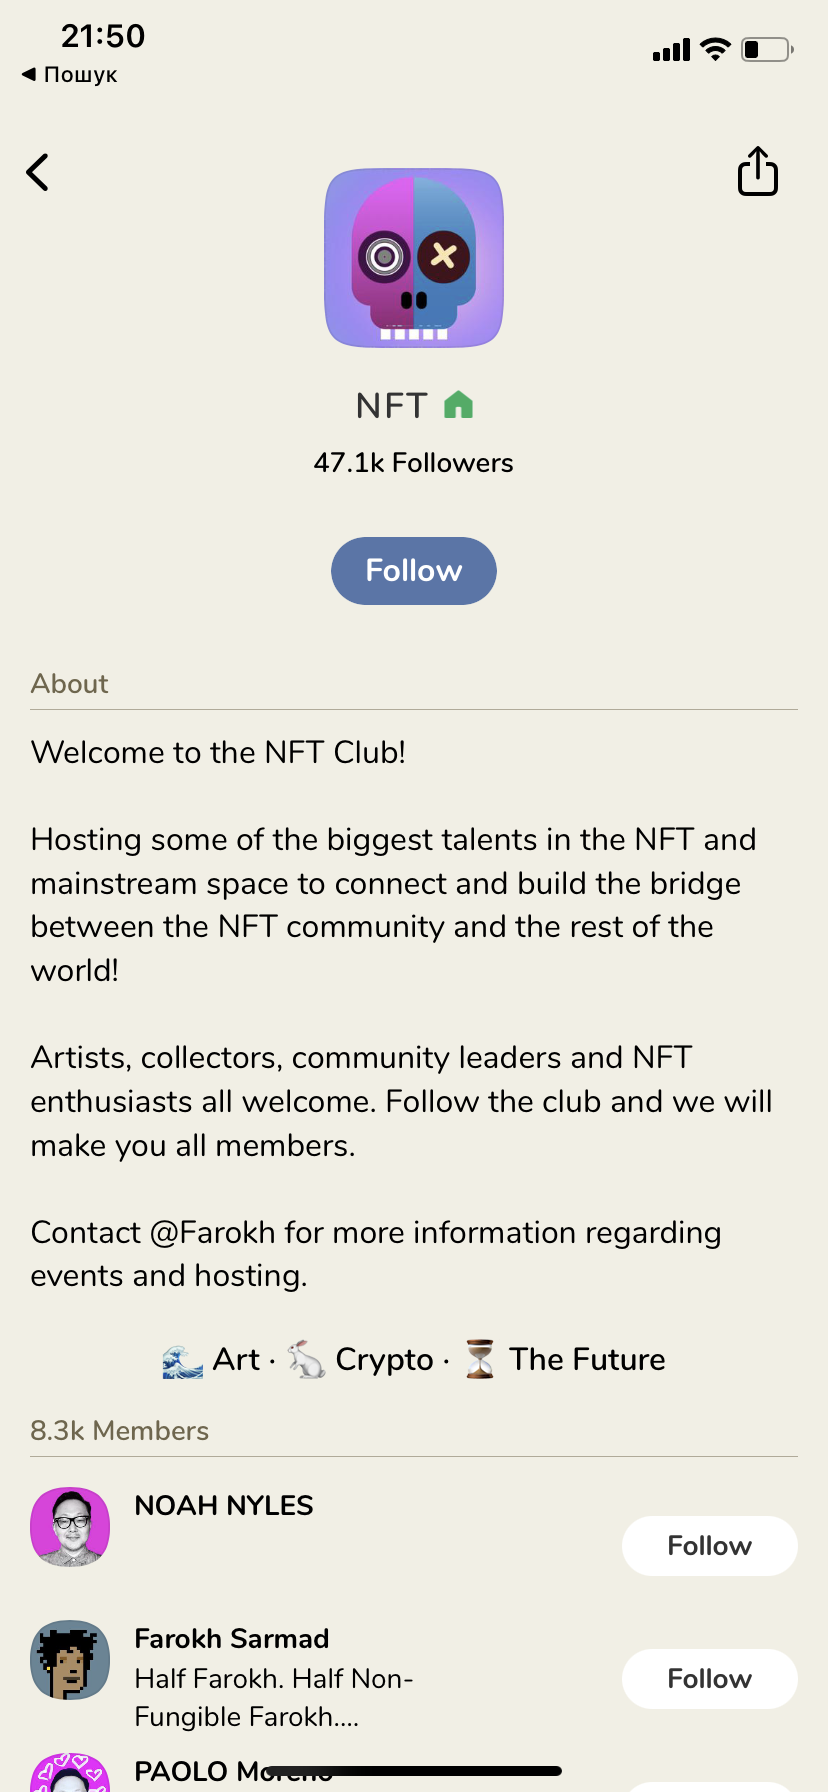 21:50
◀ Пошук
NFT
47.1k Followers
Follow
About
Welcome to the NFT Club!
Hosting some of the biggest talents in the NFT and
mainstream space to connect and build the bridge
between the NFT community and the rest of the
world!
Artists, collectors, community leaders and NFT
enthusiasts all welcome. Follow the club and we will
make you all members.
Contact @Farokh for more information regarding
events and hosting.
🌊 Art · 🐇 Crypto · ⏳ The Future
8.3k Members
NOAH NYLES
Follow
Farokh Sarmad
Half Farokh. Half Non-
Fungible Farokh....
Follow
PAOLO Moreno